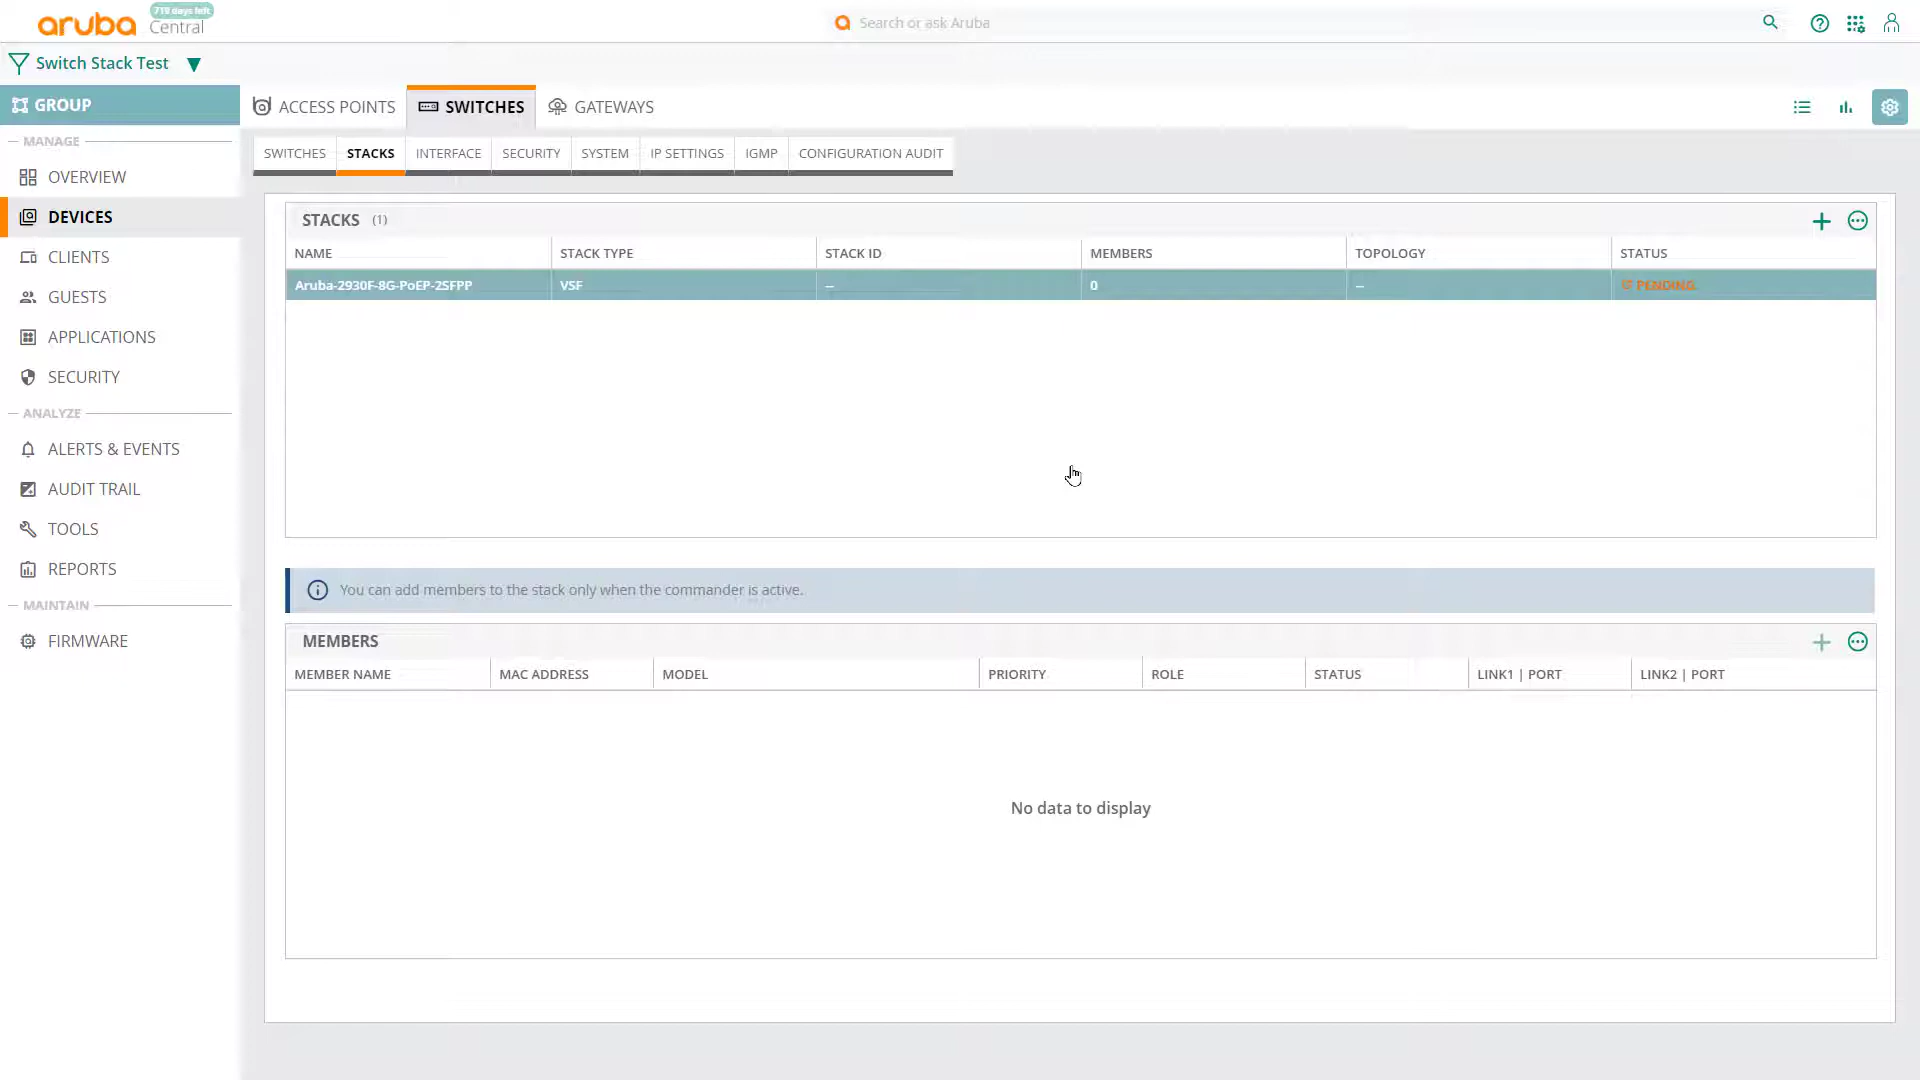 aruba
719 days left
Central
Search or ask Aruba
Switch Stack Test
GROUP
ACCESS POINTS
SWITCHES
GATEWAYS
MANAGE
OVERVIEW
DEVICES
CLIENTS
GUESTS
APPLICATIONS
SECURITY
ANALYZE
ALERTS & EVENTS
AUDIT TRAIL
TOOLS
REPORTS
MAINTAIN
FIRMWARE
SWITCHES STACKS INTERFACE SECURITY SYSTEM IP SETTINGS IGMP CONFIGURATION AUDIT
STACKS (1)
NAME STACK TYPE STACK ID MEMBERS TOPOLOGY STATUS
Aruba-2930F-8G-PoEP-2SFPP VSF -- 0 -- PENDING
You can add members to the stack only when the commander is active.
MEMBERS
MEMBER NAME MAC ADDRESS MODEL PRIORITY ROLE STATUS LINK1 | PORT LINK2 | PORT
No data to display